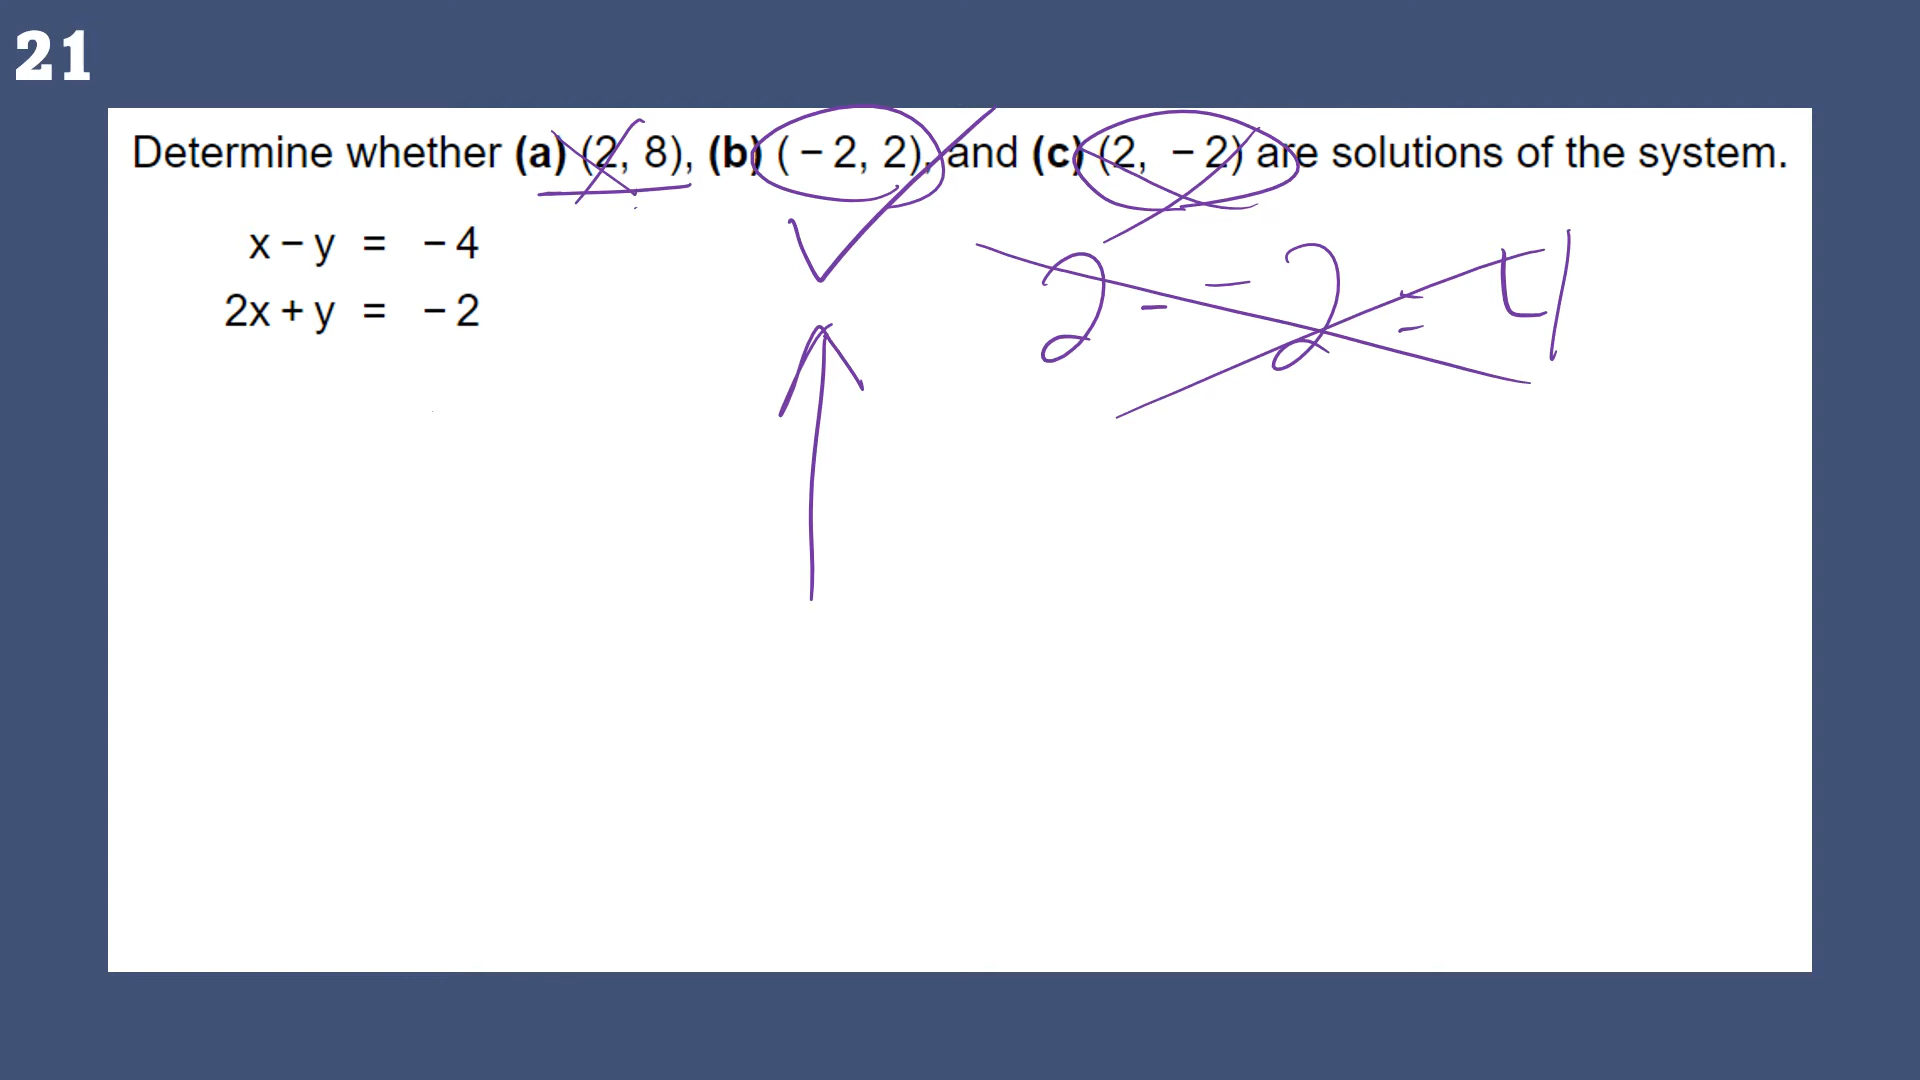 21
Determine whether (a) (2, 8), (b) (−2, 2), and (c) (2, −2) are solutions of the system.
x − y = −4
2x + y = −2
2 - -2 = 4